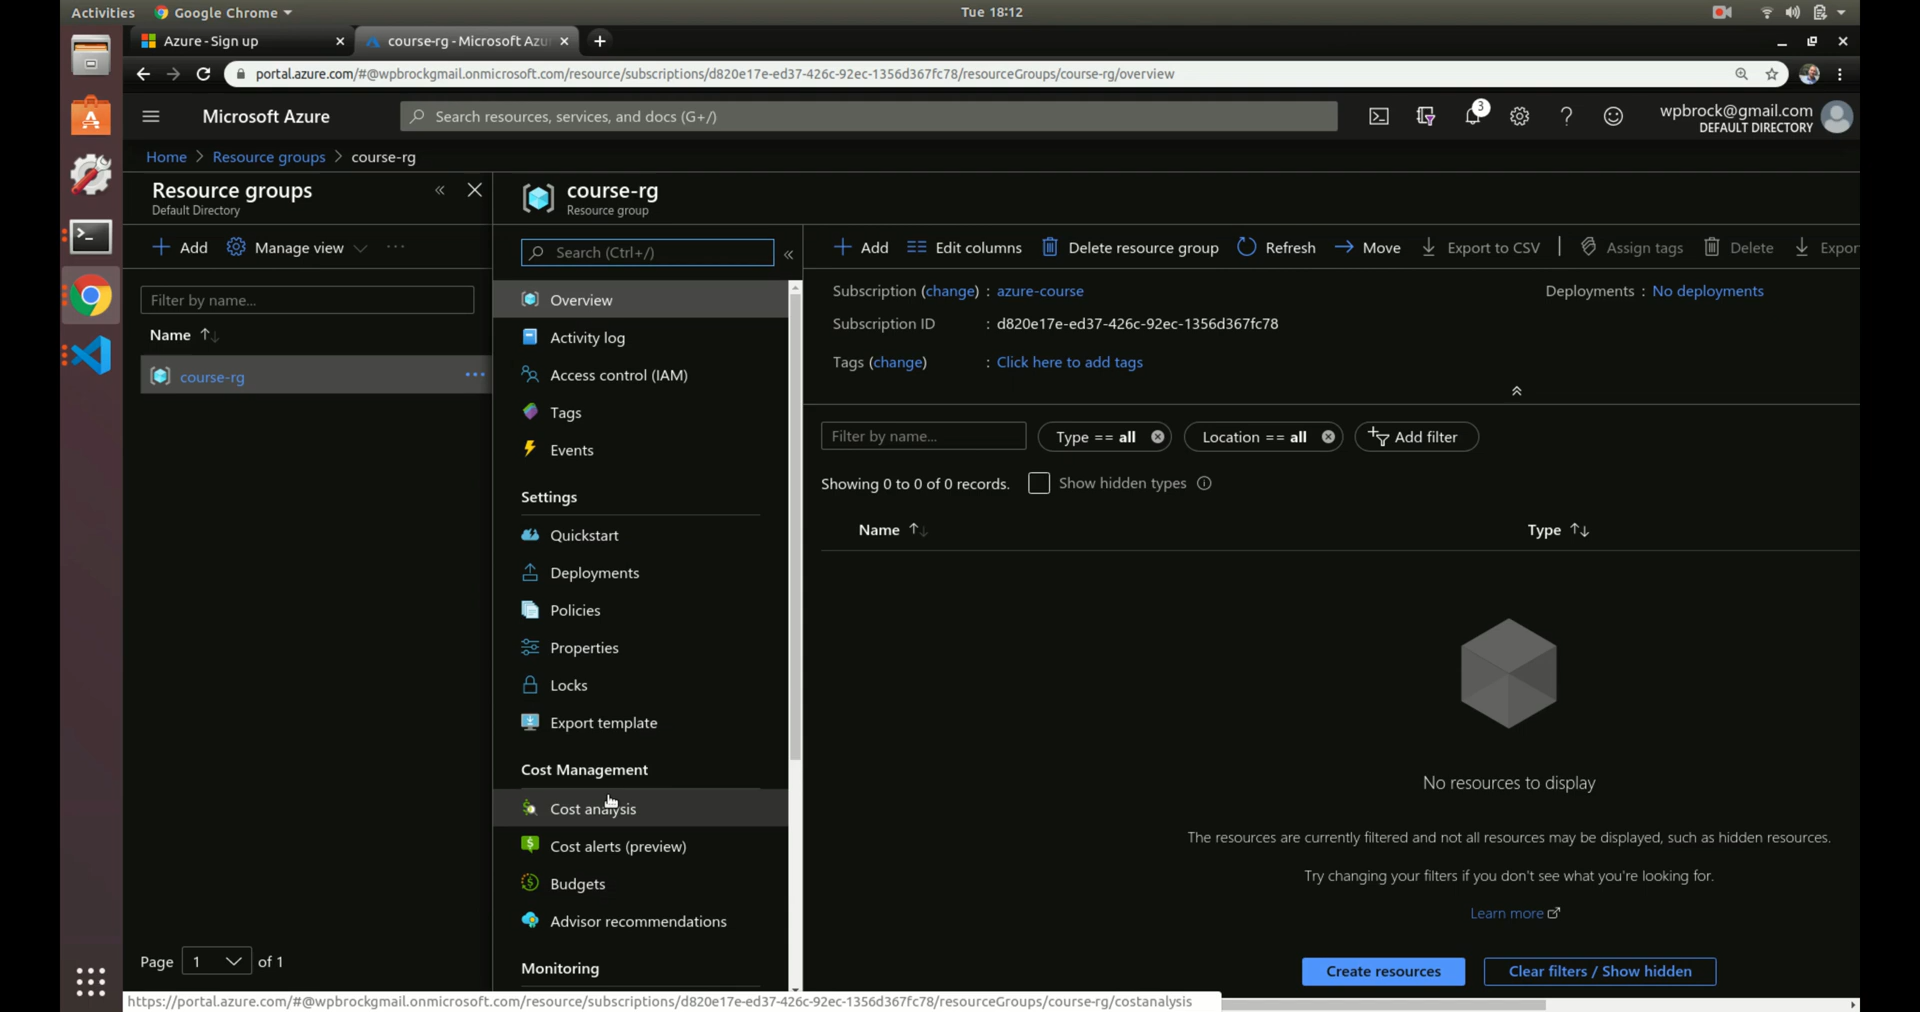 Activities
Google Chrome
Tue 18:12
Azure - Sign up
course-rg - Microsoft Azu
portal.azure.com/#@wpbrockgmail.onmicrosoft.com/resource/subscriptions/d820e17e-ed37-426c-92ec-1356d367fc78/resourceGroups/course-rg/overview
Microsoft Azure
Search resources, services, and docs (G+/)
3
wpbrock@gmail.com
DEFAULT DIRECTORY
Home > Resource groups > course-rg
Resource groups
Default Directory
Add
Manage view
Filter by name...
Name
course-rg
Page 1 of 1
course-rg
Resource group
Search (Ctrl+/)
Overview
Activity log
Access control (IAM)
Tags
Events
Settings
Quickstart
Deployments
Policies
Properties
Locks
Export template
Cost Management
Cost analysis
Cost alerts (preview)
Budgets
Advisor recommendations
Monitoring
Add
Edit columns
Delete resource group
Refresh
Move
Export to CSV
Assign tags
Delete
Expor
Subscription (change) : azure-course
Deployments : No deployments
Subscription ID : d820e17e-ed37-426c-92ec-1356d367fc78
Tags (change) : Click here to add tags
Filter by name...
Type == all
Location == all
Add filter
Showing 0 to 0 of 0 records.
Show hidden types
Name
Type
No resources to display
The resources are currently filtered and not all resources may be displayed, such as hidden resources.
Try changing your filters if you don't see what you're looking for.
Learn more
Create resources
Clear filters / Show hidden
https://portal.azure.com/#@wpbrockgmail.onmicrosoft.com/resource/subscriptions/d820e17e-ed37-426c-92ec-1356d367fc78/resourceGroups/course-rg/costanalysis